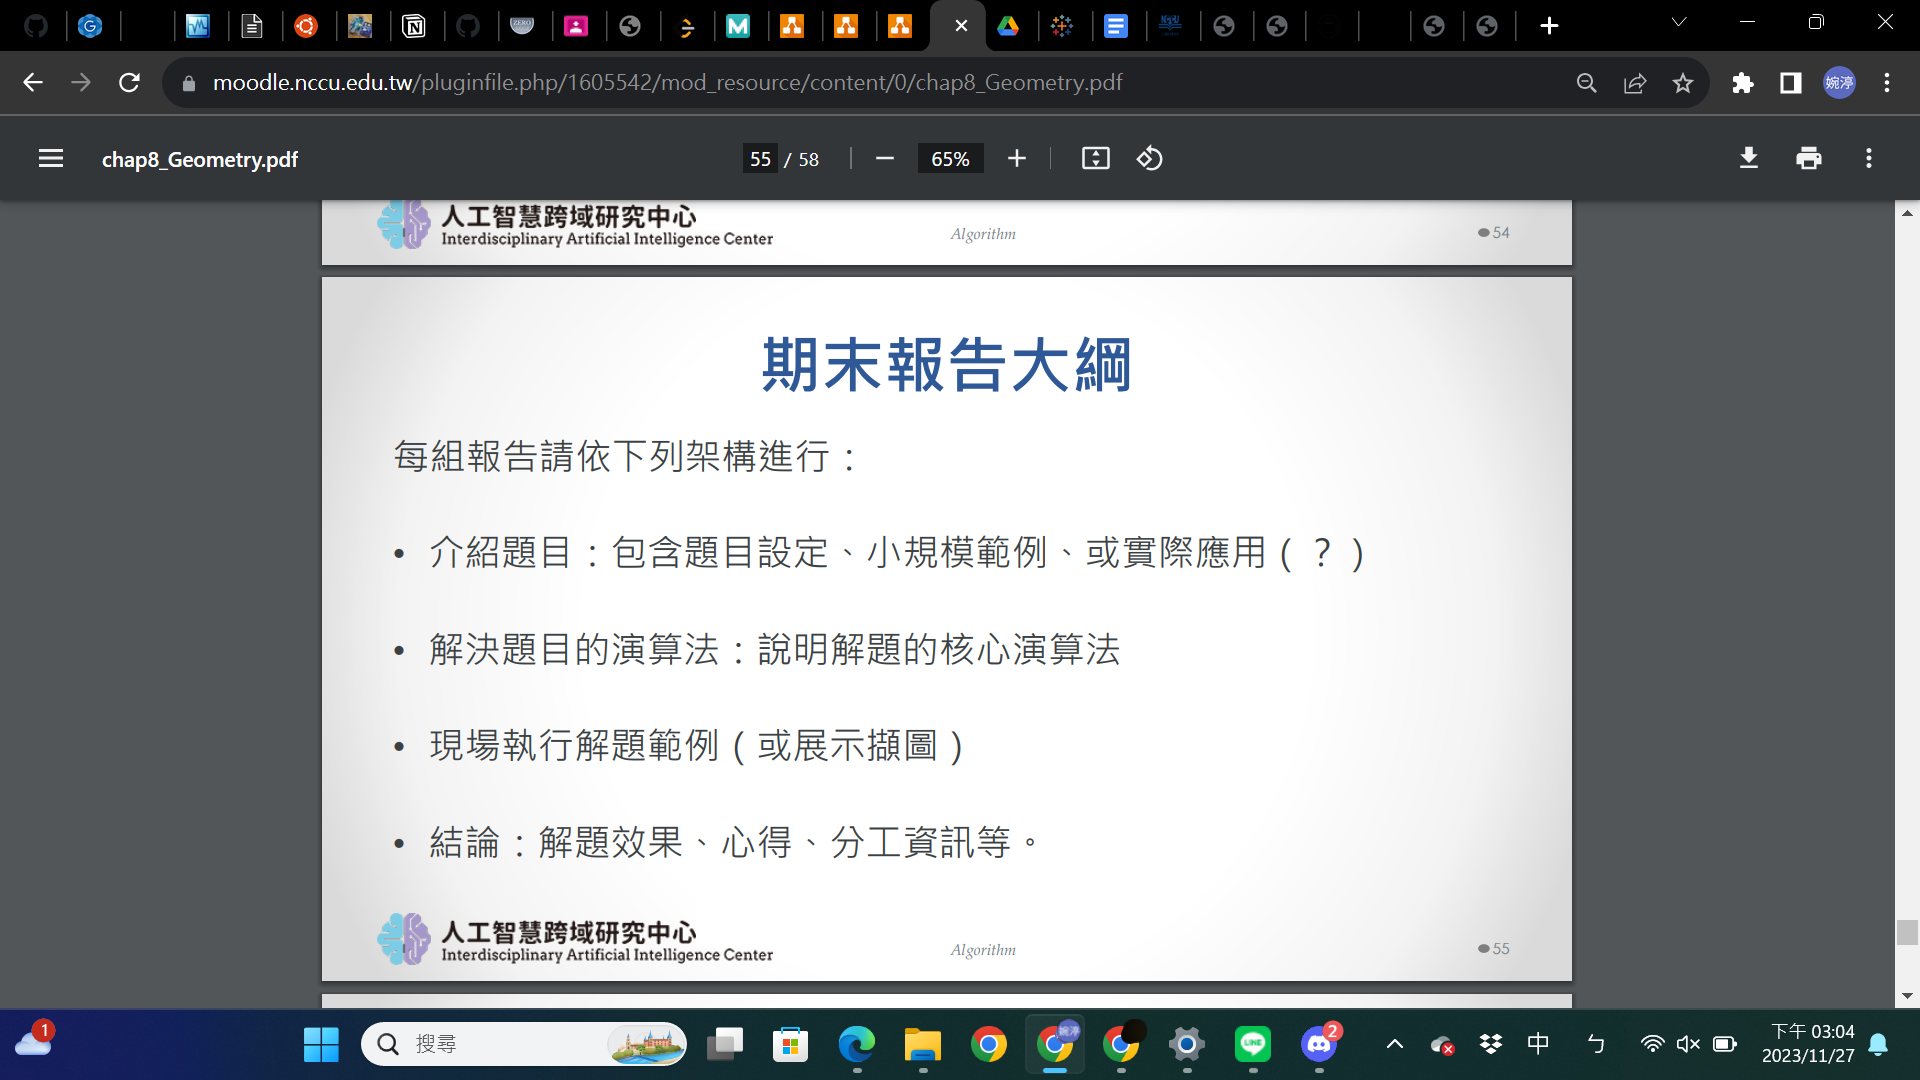 moodle.nccu.edu.tw/pluginfile.php/1605542/mod_resource/content/0/chap8_Geometry.pdf
婉渟
chap8_Geometry.pdf
55 / 58
65%
人工智慧跨域研究中心
Interdisciplinary Artificial Intelligence Center
Algorithm
54
期末報告大綱
每組報告請依下列架構進行：
• 介紹題目：包含題目設定、小規模範例、或實際應用（？）
• 解決題目的演算法：說明解題的核心演算法
• 現場執行解題範例（或展示擷圖）
• 結論：解題效果、心得、分工資訊等。
人工智慧跨域研究中心
Interdisciplinary Artificial Intelligence Center
Algorithm
55
1
搜尋
婉渟
LINE
2
中
ㄣ
下午 03:04
2023/11/27